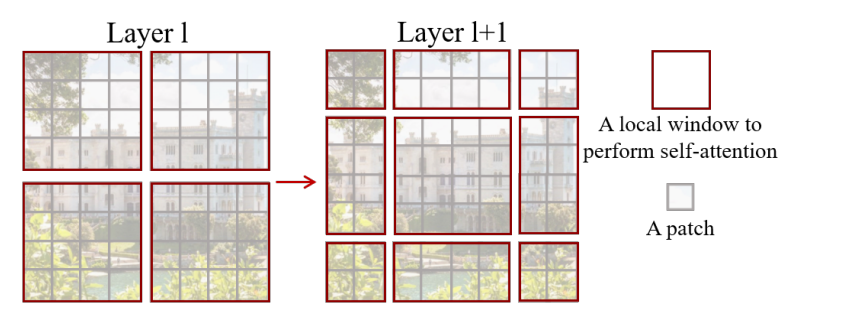 Layer l
Layer l+1
A local window to
perform self-attention
A patch